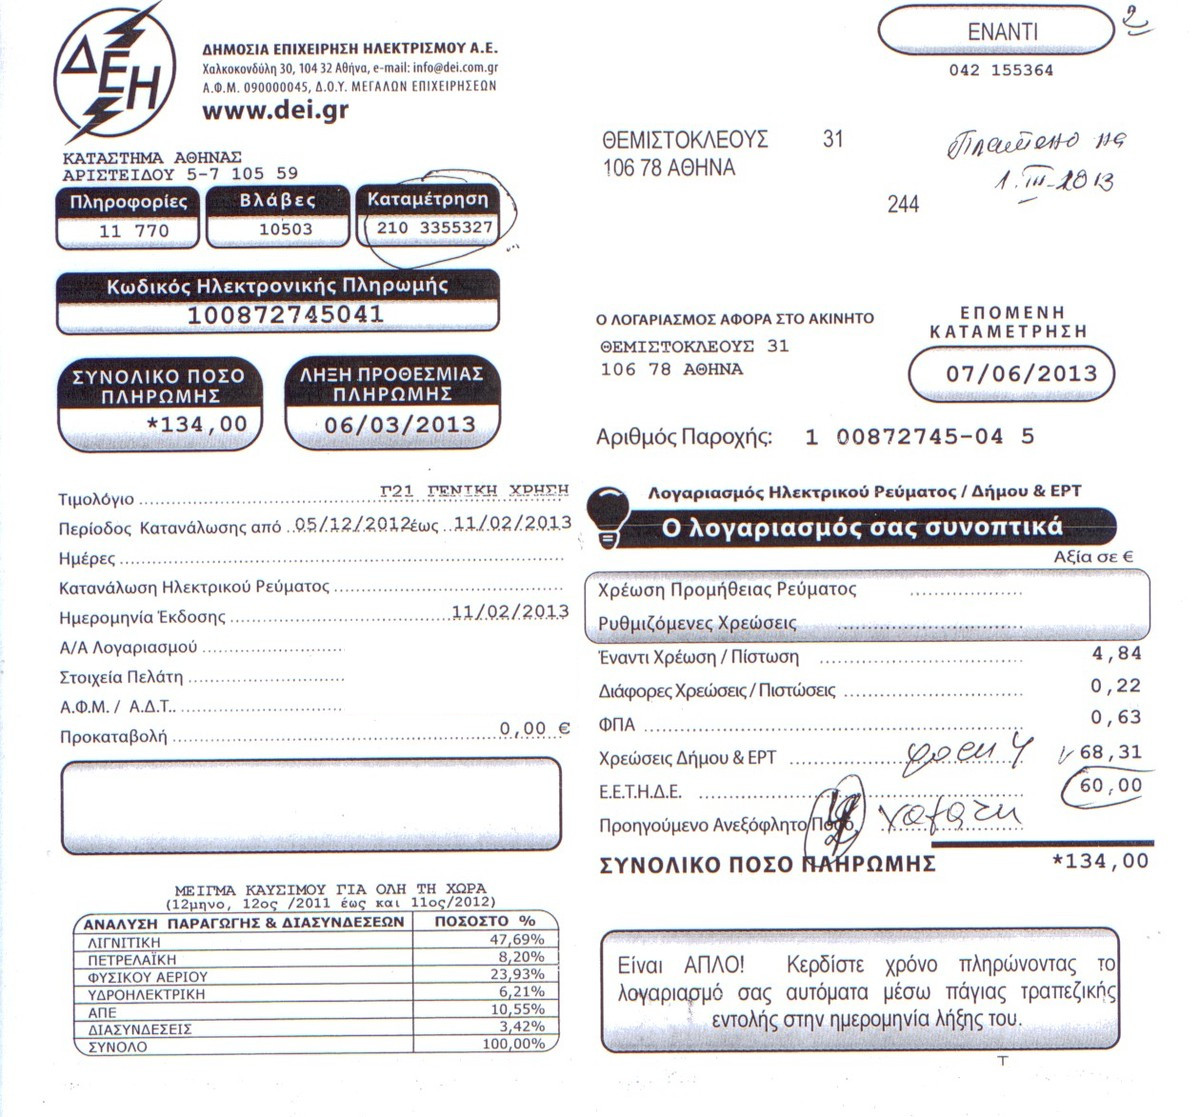 ΔΕΗ
ΔΗΜΟΣΙΑ ΕΠΙΧΕΙΡΗΣΗ ΗΛΕΚΤΡΙΣΜΟΥ Α.Ε.
Χαλκοκονδύλη 30, 104 32 Αθήνα, e-mail: info@dei.com.gr
Α.Φ.Μ. 090000045, Δ.Ο.Υ. ΜΕΓΑΛΩΝ ΕΠΙΧΕΙΡΗΣΕΩΝ
www.dei.gr
ΚΑΤΑΣΤΗΜΑ ΑΘΗΝΑΣ
ΑΡΙΣΤΕΙΔΟΥ 5-7 105 59
Πληροφορίες Βλάβες Καταμέτρηση
11 770 10503 210 3355327
Κωδικός Ηλεκτρονικής Πληρωμής
100872745041
ΣΥΝΟΛΙΚΟ ΠΟΣΟ ΠΛΗΡΩΜΗΣ
*134,00
ΛΗΞΗ ΠΡΟΘΕΣΜΙΑΣ ΠΛΗΡΩΜΗΣ
06/03/2013
ΕΝΑΝΤΙ
2
042 155364
ΘΕΜΙΣΤΟΚΛΕΟΥΣ 31
106 78 ΑΘΗΝΑ
1.III-2013
244
Ο ΛΟΓΑΡΙΑΣΜΟΣ ΑΦΟΡΑ ΣΤΟ ΑΚΙΝΗΤΟ
ΘΕΜΙΣΤΟΚΛΕΟΥΣ 31
106 78 ΑΘΗΝΑ
ΕΠΟΜΕΝΗ
ΚΑΤΑΜΕΤΡΗΣΗ
07/06/2013
Αριθμός Παροχής: 1 00872745-04 5
Τιμολόγιο Γ21 ΓΕΝΙΚΗ ΧΡΗΣΗ
Περίοδος Κατανάλωσης από 05/12/2012 έως 11/02/2013
Ημέρες
Κατανάλωση Ηλεκτρικού Ρεύματος
Ημερομηνία Έκδοσης 11/02/2013
Α/Α Λογαριασμού
Στοιχεία Πελάτη
Α.Φ.Μ. / Α.Δ.Τ..
Προκαταβολή 0,00 €
Λογαριασμός Ηλεκτρικού Ρεύματος / Δήμου & ΕΡΤ
Ο λογαριασμός σας συνοπτικά
Αξία σε €
Χρέωση Προμήθειας Ρεύματος
Ρυθμιζόμενες Χρεώσεις
Έναντι Χρέωση / Πίστωση 4,84
Διάφορες Χρεώσεις / Πιστώσεις 0,22
ΦΠΑ 0,63
Χρεώσεις Δήμου & ΕΡΤ 68,31
Ε.Ε.Τ.Η.Δ.Ε. 60,00
Προηγούμενο Ανεξόφλητο Ποσό
ΣΥΝΟΛΙΚΟ ΠΟΣΟ ΠΛΗΡΩΜΗΣ *134,00
ΜΕΙΓΜΑ ΚΑΥΣΙΜΟΥ ΓΙΑ ΟΛΗ ΤΗ ΧΩΡΑ
(12μηνο, 12ος /2011 έως και 11ος/2012)
ΑΝΑΛΥΣΗ ΠΑΡΑΓΩΓΗΣ & ΔΙΑΣΥΝΔΕΣΕΩΝ ΠΟΣΟΣΤΟ %
ΛΙΓΝΙΤΙΚΗ 47,69%
ΠΕΤΡΕΛΑΪΚΗ 8,20%
ΦΥΣΙΚΟΥ ΑΕΡΙΟΥ 23,93%
ΥΔΡΟΗΛΕΚΤΡΙΚΗ 6,21%
ΑΠΕ 10,55%
ΔΙΑΣΥΝΔΕΣΕΙΣ 3,42%
ΣΥΝΟΛΟ 100,00%
Είναι ΑΠΛΟ! Κερδίστε χρόνο πληρώνοντας το
λογαριασμό σας αυτόματα μέσω πάγιας τραπεζικής
εντολής στην ημερομηνία λήξης του.
T